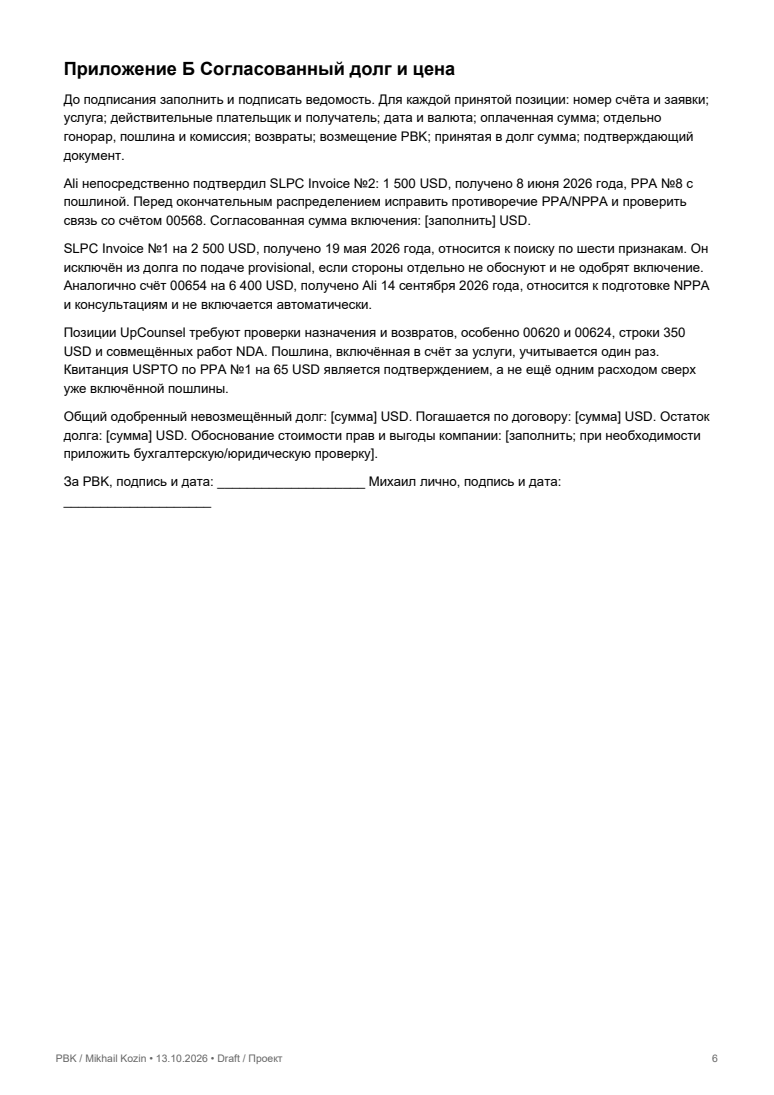 Приложение Б Согласованный долг и цена
До подписания заполнить и подписать ведомость. Для каждой принятой позиции: номер счёта и заявки;
услуга; действительные плательщик и получатель; дата и валюта; оплаченная сумма; отдельно
гонорар, пошлина и комиссия; возвраты; возмещение PBK; принятая в долг сумма; подтверждающий
документ.
Ali непосредственно подтвердил SLPC Invoice №2: 1 500 USD, получено 8 июня 2026 года, PPA №8 с
пошлиной. Перед окончательным распределением исправить противоречие PPA/NPPA и проверить
связь со счётом 00568. Согласованная сумма включения: [заполнить] USD.
SLPC Invoice №1 на 2 500 USD, получено 19 мая 2026 года, относится к поиску по шести признакам. Он
исключён из долга по подаче provisional, если стороны отдельно не обоснуют и не одобрят включение.
Аналогично счёт 00654 на 6 400 USD, получено Ali 14 сентября 2026 года, относится к подготовке NPPA
и консультациям и не включается автоматически.
Позиции UpCounsel требуют проверки назначения и возвратов, особенно 00620 и 00624, строки 350
USD и совмещённых работ NDA. Пошлина, включённая в счёт за услуги, учитывается один раз.
Квитанция USPTO по PPA №1 на 65 USD является подтверждением, а не ещё одним расходом сверх
уже включённой пошлины.
Общий одобренный невозмещённый долг: [сумма] USD. Погашается по договору: [сумма] USD. Остаток
долга: [сумма] USD. Обоснование стоимости прав и выгоды компании: [заполнить; при необходимости
приложить бухгалтерскую/юридическую проверку].
За PBK, подпись и дата: ____________________ Михаил лично, подпись и дата:
____________________
PBK / Mikhail Kozin • 13.10.2026 • Draft / Проект
6